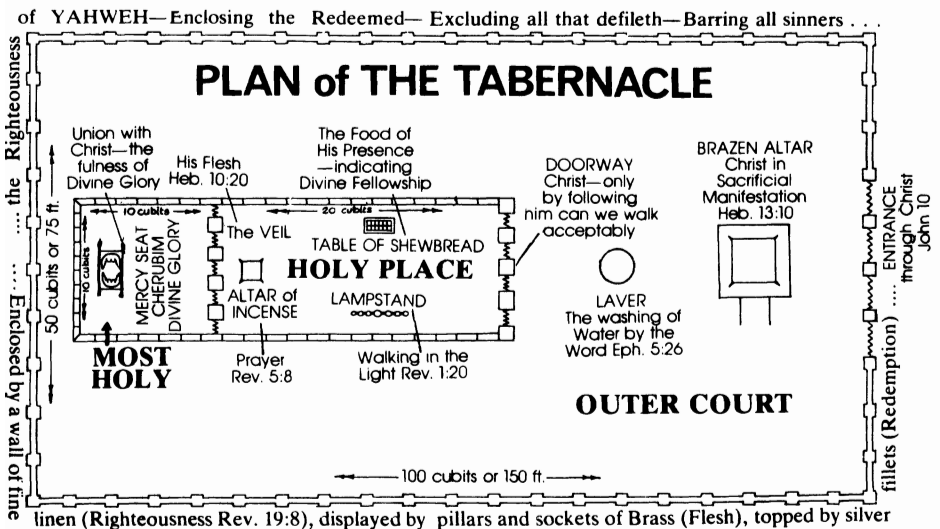 of YAHWEH—Enclosing the Redeemed— Excluding all that defileth—Barring all sinners . . .
PLAN of THE TABERNACLE
Union with
Christ—the
fulness of
Divine Glory
His Flesh
Heb. 10:20
The Food of
His Presence
—indicating
Divine Fellowship
DOORWAY
Christ—only
by following
him can we walk
acceptably
BRAZEN ALTAR
Christ in
Sacrificial
Manifestation
Heb. 13:10
10 cubits
20 cubits
10 cubits
MERCY SEAT
CHERUBIM
DIVINE GLORY
The VEIL
TABLE OF SHEWBREAD
HOLY PLACE
ALTAR of
INCENSE
LAMPSTAND
MOST
HOLY
Prayer
Rev. 5:8
Walking in the
Light Rev. 1:20
LAVER
The washing of
Water by the
Word Eph. 5:26
OUTER COURT
50 cubits or 75 ft.
100 cubits or 150 ft.
ENTRANCE
through Christ
John 10
fillets (Redemption) .....
linen (Righteousness Rev. 19:8), displayed by pillars and sockets of Brass (Flesh), topped by silver
.... Enclosed by a wall of fine
.... the Righteousness